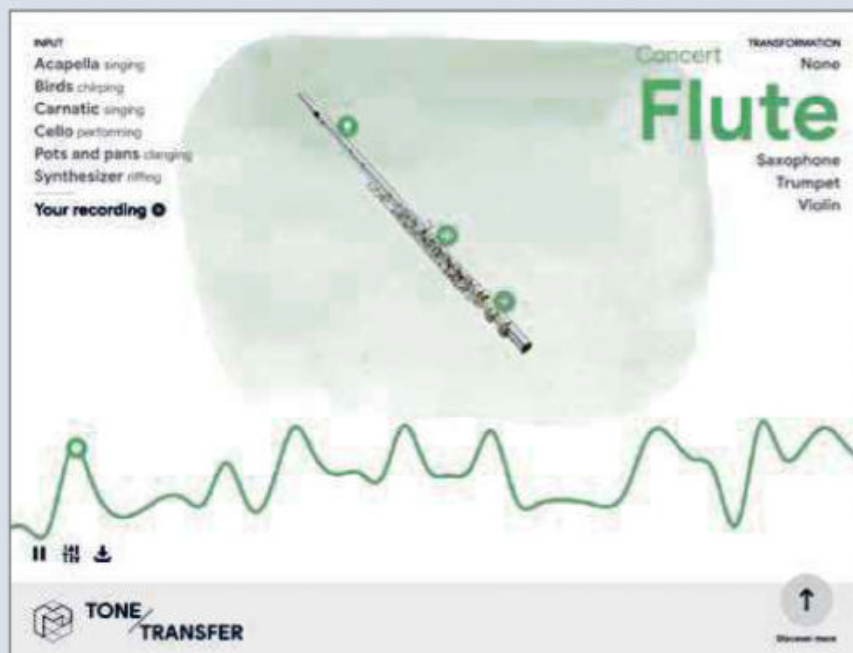 INPUT
Acapella singing
Birds chirping
Carnatic singing
Cello performing
Pots and pans clanging
Synthesizer riffing
Your recording
TRANSFORMATION
None
Concert
Flute
Saxophone
Trumpet
Violin
TONE
TRANSFER
Discover more